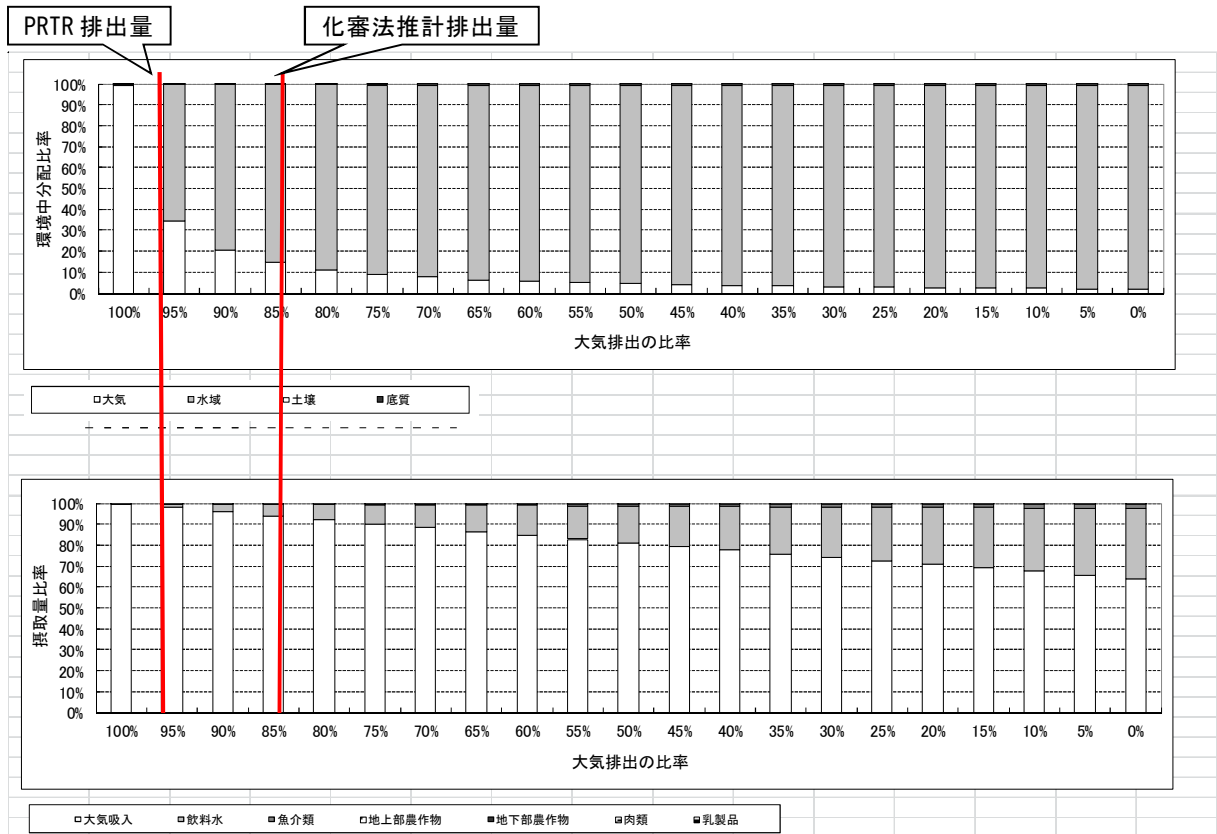 PRTR 排出量
化審法推計排出量
100%
90%
80%
70%
60%
50%
40%
30%
20%
10%
0%
環境中分配比率
100% 95% 90% 85% 80% 75% 70% 65% 60% 55% 50% 45% 40% 35% 30% 25% 20% 15% 10% 5% 0%
大気排出の比率
□大気 ■水域 □土壌 ■底質
100%
90%
80%
70%
60%
50%
40%
30%
20%
10%
0%
摂取量比率
100% 95% 90% 85% 80% 75% 70% 65% 60% 55% 50% 45% 40% 35% 30% 25% 20% 15% 10% 5% 0%
大気排出の比率
□大気吸入 ■飲料水 ■魚介類 □地上部農作物 ■地下部農作物 □肉類 ■乳製品